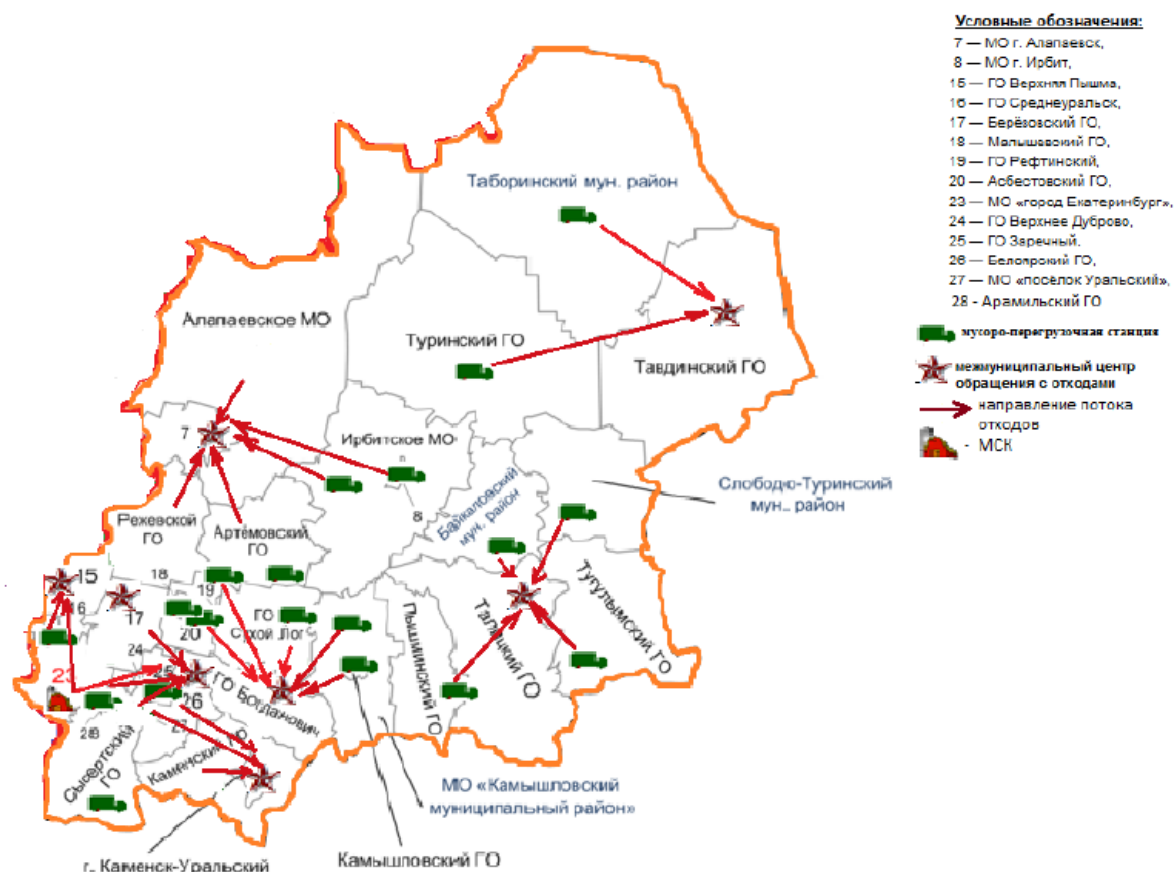 Условные обозначения:
7 — МО г. Алапаевск,
8 — МО г. Ирбит,
15 — ГО Верхняя Пышма,
16 — ГО Среднеуральск,
17 — Берёзовский ГО,
18 — Малышевский ГО,
19 — ГО Рефтинский,
20 — Асбестовский ГО,
23 — МО «город Екатеринбург»,
24 — ГО Верхнее Дуброво,
25 — ГО Заречный,
26 — Белоярский ГО,
27 — МО «посёлок Уральский»,
28 - Арамильский ГО
мусоро-перегрузочная станция
межмуниципальный центр
обращения с отходами
направление потока
отходов
- МСК
Таборинский мун. район
Алапаевское МО
Туринский ГО
Тавдинский ГО
7
Ирбитское МО
8
Слободо-Туринский
мун. район
Байкаловский
мун. район
Режевской
ГО
Артёмовский
ГО
15
18
19
16
17
20
ГО
Сухой Лог
Пышминский ГО
Талицкий ГО
Тугулымский ГО
24
23
25
ГО Богданович
28
27
Сысертский
ГО
МО «Камышловский
муниципальный район»
г. Каменск-Уральский
Камышловский ГО